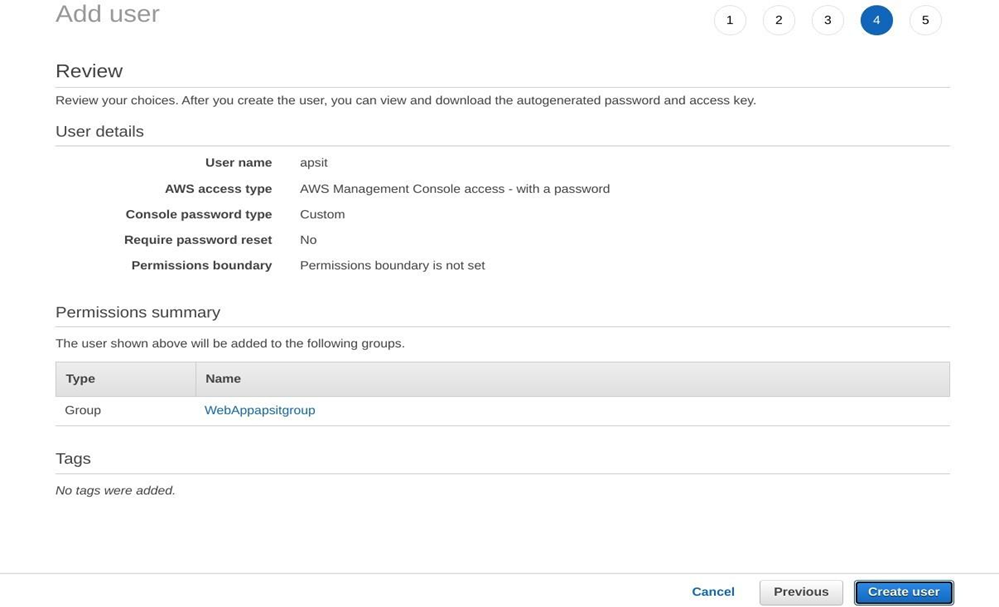 Add user
1 2 3 4 5
Review
Review your choices. After you create the user, you can view and download the autogenerated password and access key.
User details
User name apsit
AWS access type AWS Management Console access - with a password
Console password type Custom
Require password reset No
Permissions boundary Permissions boundary is not set
Permissions summary
The user shown above will be added to the following groups.
Type Name
Group WebAppapsitgroup
Tags
No tags were added.
Cancel Previous Create user